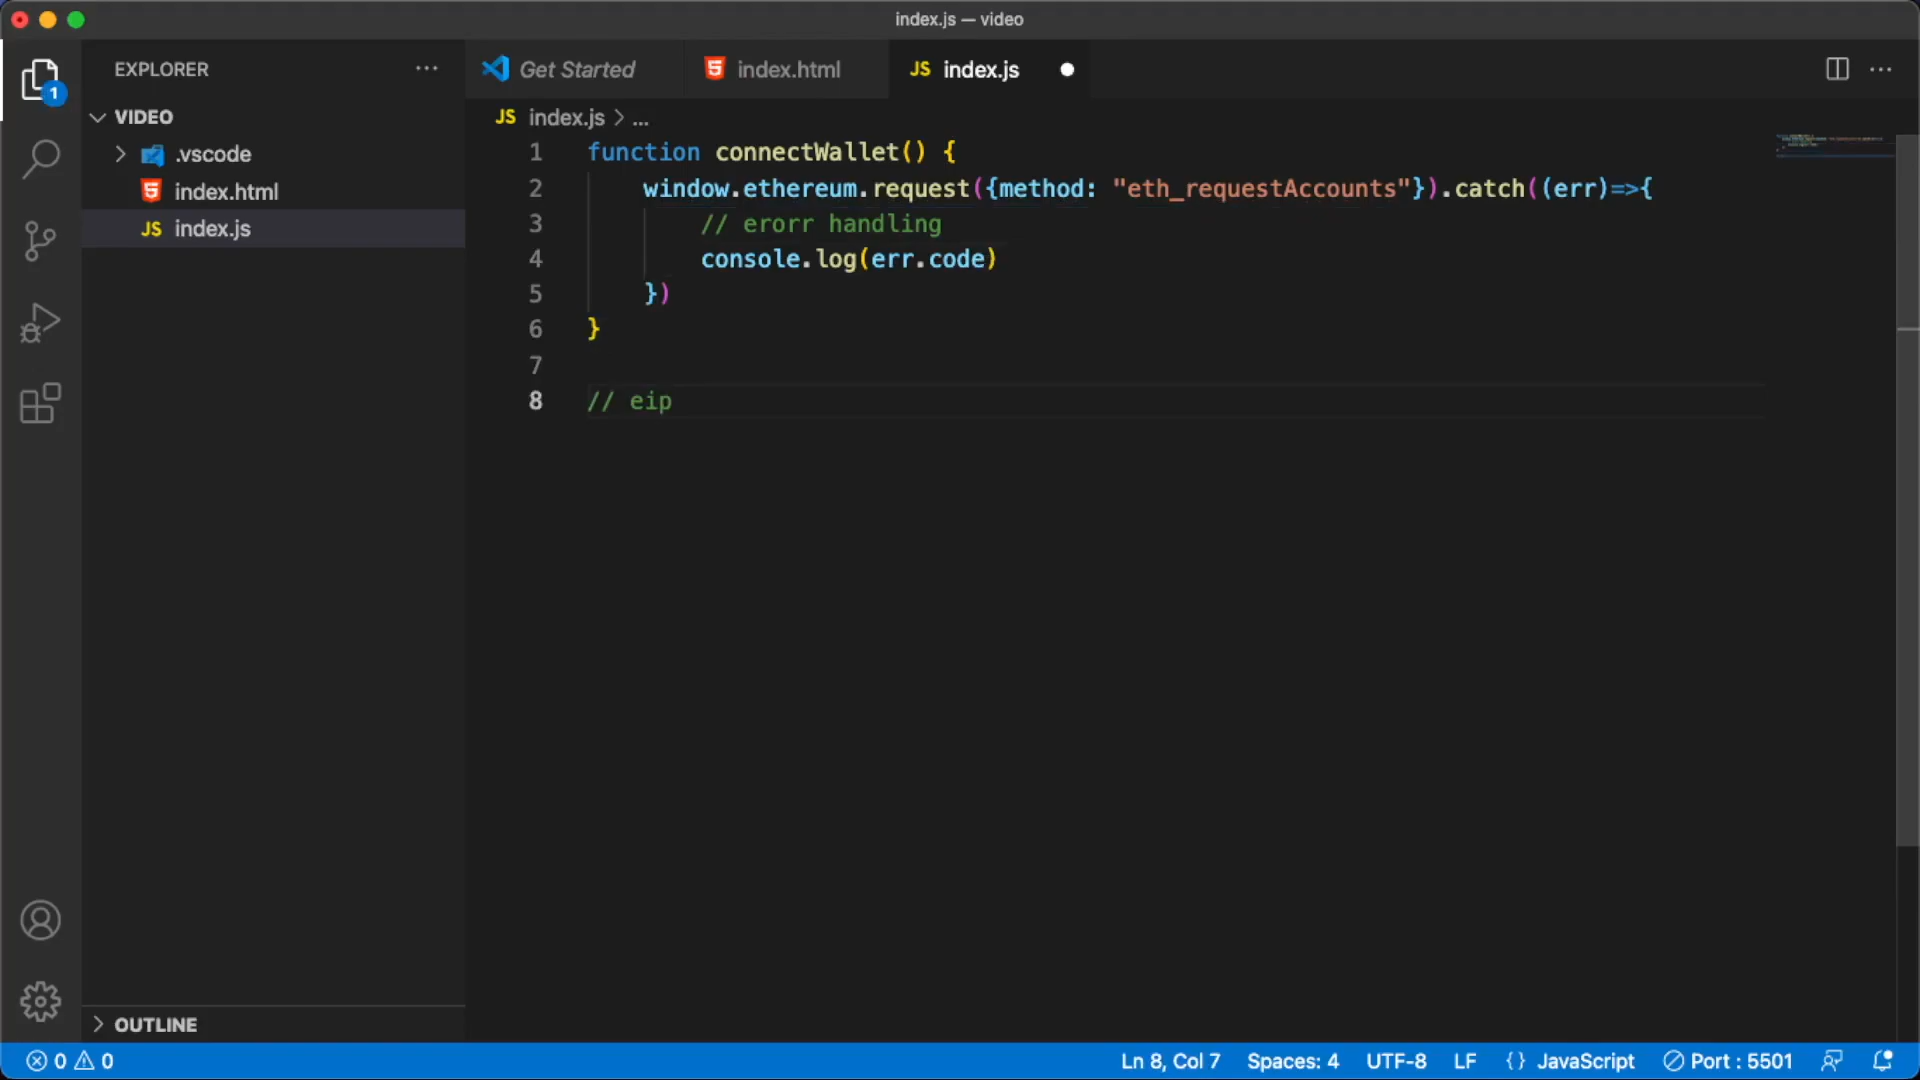 index.js — video
EXPLORER
Get Started
index.html
JS index.js
1
VIDEO
JS index.js > ...
.vscode
index.html
JS index.js
1 function connectWallet() {
2 window.ethereum.request({method: "eth_requestAccounts"}).catch((err)=>{
3 // erorr handling
4 console.log(err.code)
5 })
6 }
7
8 // eip
OUTLINE
0 0 Ln 8, Col 7 Spaces: 4 UTF-8 LF {} JavaScript Port : 5501